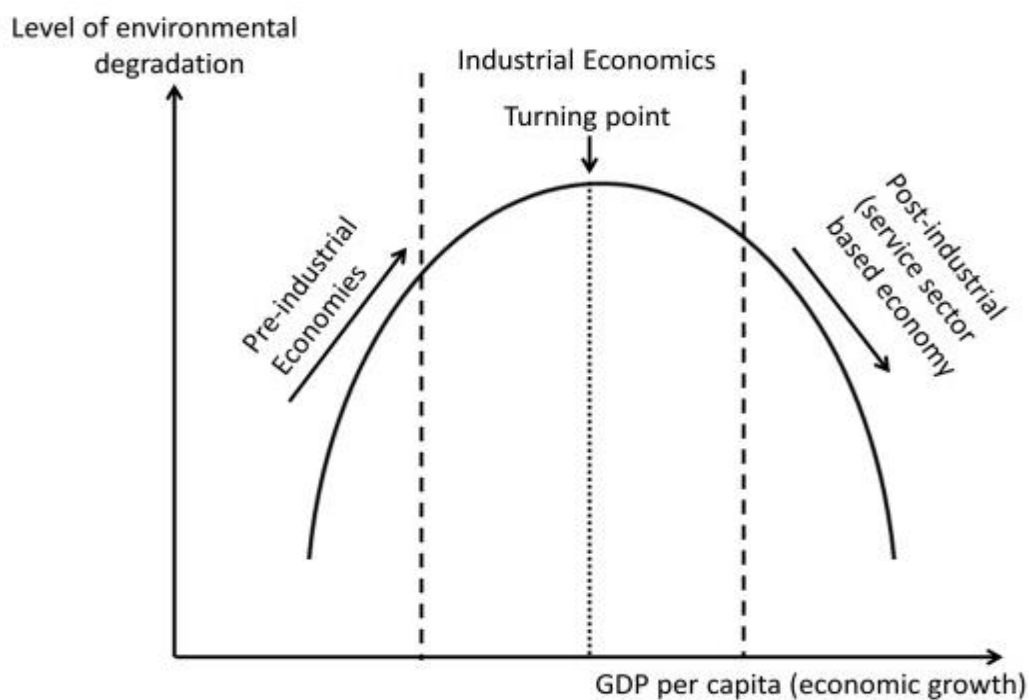 Level of environmental
degradation
Industrial Economics
Turning point
Pre-industrial
Economies
Post-industrial
(service sector
based economy
GDP per capita (economic growth)